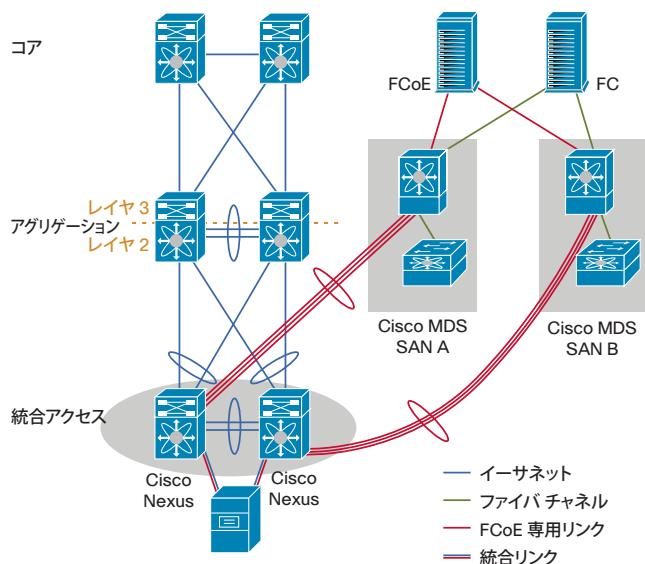 コア
FCoE
FC
レイヤ 3
アグリゲーション
レイヤ 2
Cisco MDS
SAN A
Cisco MDS
SAN B
統合アクセス
Cisco
Nexus
Cisco
Nexus
イーサネット
ファイバ チャネル
FCoE 専用リンク
統合リンク